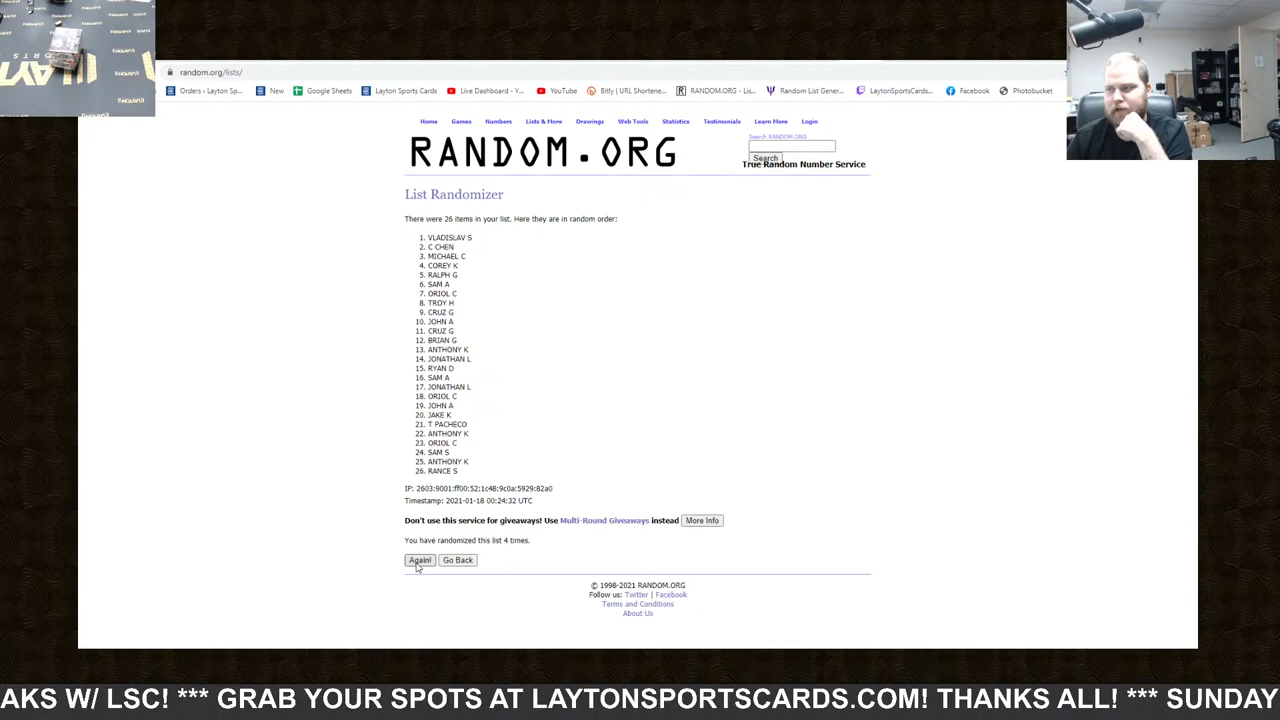 random.org/lists/
Orders ‹ Layton Sp... New Google Sheets Layton Sports Cards Live Dashboard - Y... YouTube Bitly | URL Shortene... RANDOM.ORG - Lis... Random List Gener... LaytonSportsCards... Facebook Photobucket
Home Games Numbers Lists & More Drawings Web Tools Statistics Testimonials Learn More Login
Search RANDOM.ORG
RANDOM.ORG
Search
True Random Number Service
List Randomizer
There were 26 items in your list. Here they are in random order:
1. VLADISLAV S
2. C CHEN
3. MICHAEL C
4. COREY K
5. RALPH G
6. SAM A
7. ORIOL C
8. TROY H
9. CRUZ G
10. JOHN A
11. CRUZ G
12. BRIAN G
13. ANTHONY K
14. JONATHAN L
15. RYAN D
16. SAM A
17. JONATHAN L
18. ORIOL C
19. JOHN A
20. JAKE K
21. T PACHECO
22. ANTHONY K
23. ORIOL C
24. SAM S
25. ANTHONY K
26. RANCE S
IP: 2603:9001:ff00:52:1c48:9c0a:5929:82a0
Timestamp: 2021-01-18 00:24:32 UTC
Don't use this service for giveaways! Use Multi-Round Giveaways instead More Info
You have randomized this list 4 times.
Again! Go Back
© 1998-2021 RANDOM.ORG
Follow us: Twitter | Facebook
Terms and Conditions
About Us
AKS W/ LSC! *** GRAB YOUR SPOTS AT LAYTONSPORTSCARDS.COM! THANKS ALL! *** SUNDAY